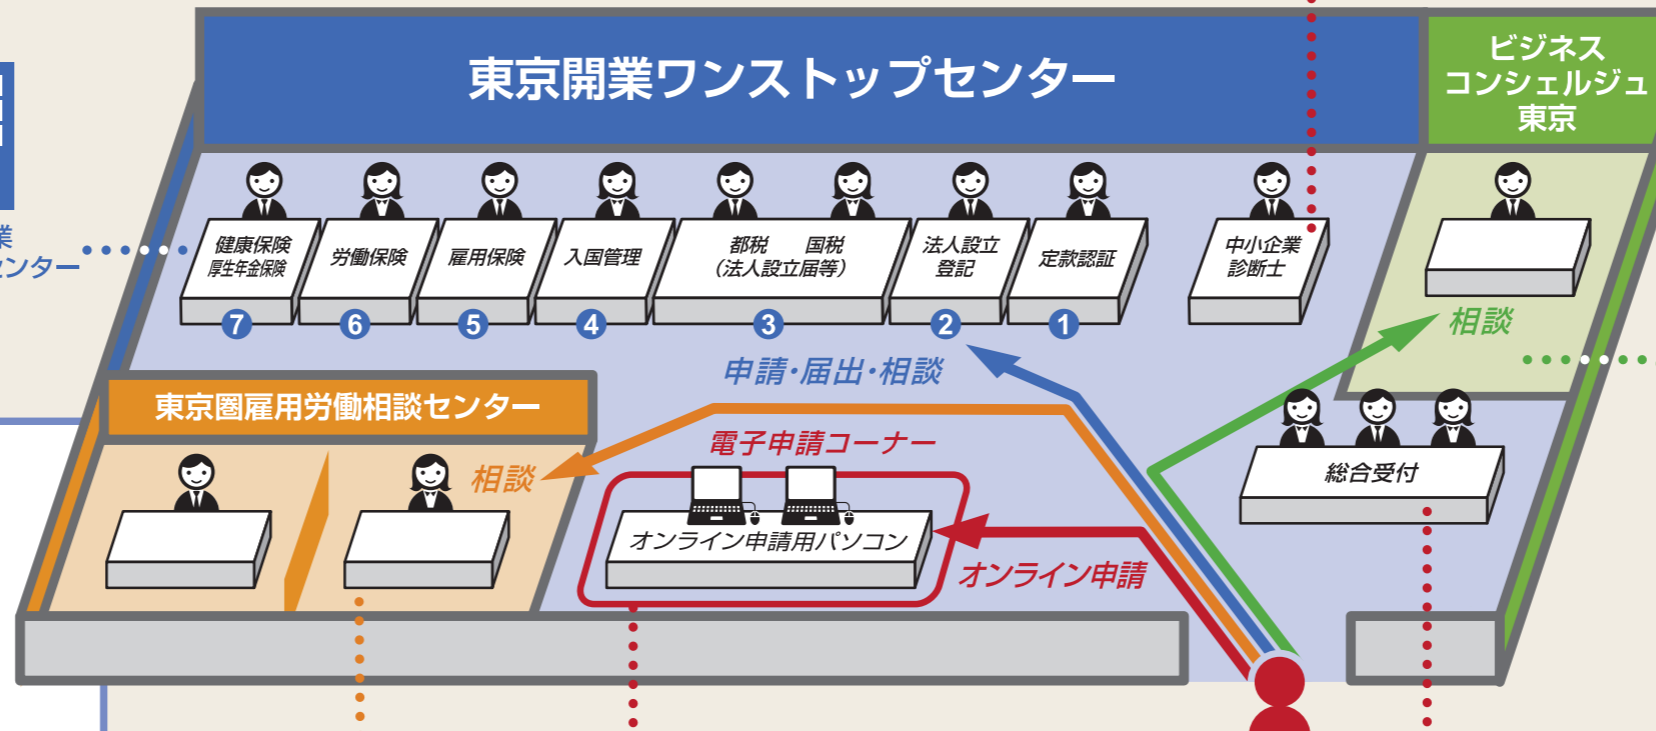 東京開業ワンストップセンター
ビジネス
コンシェルジュ
東京
業
センター
健康保険
厚生年金保険
労働保険
雇用保険
入国管理
都税 国税
（法人設立届等）
法人設立
登記
定款認証
中小企業
診断士
7
6
5
4
3
2
1
相談
申請・届出・相談
東京圏雇用労働相談センター
電子申請コーナー
相談
総合受付
オンライン申請用パソコン
オンライン申請